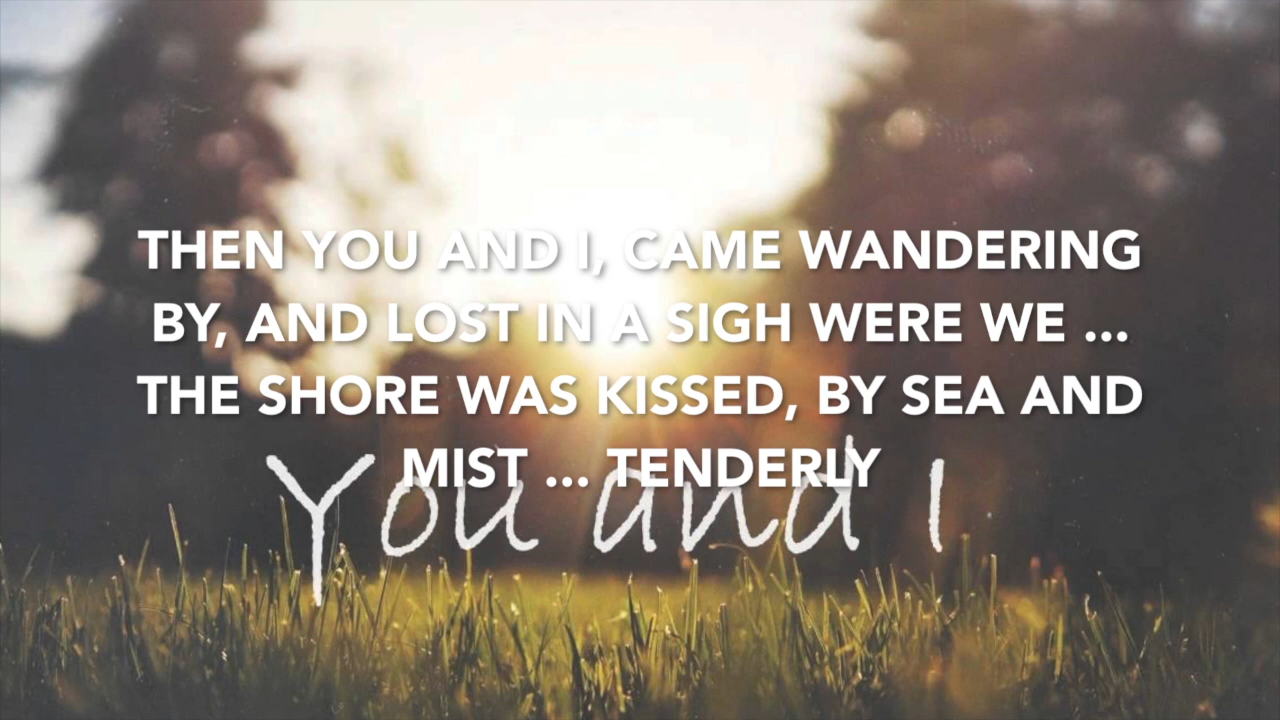 THEN YOU AND I, CAME WANDERING
BY, AND LOST IN A SIGH WERE WE ...
THE SHORE WAS KISSED, BY SEA AND
MIST ... TENDERLY
You and I